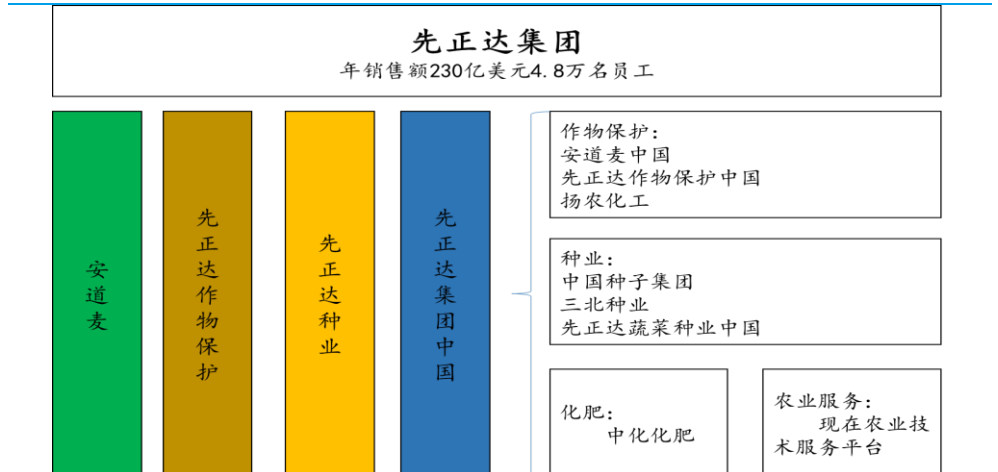 先正达集团
年销售额230亿美元4.8万名员工
安道麦
先正达作物保护
先正达种业
先正达集团中国
作物保护：
安道麦中国
先正达作物保护中国
扬农化工
种业：
中国种子集团
三北种业
先正达蔬菜种业中国
化肥：
中化化肥
农业服务：
现在农业技
术服务平台